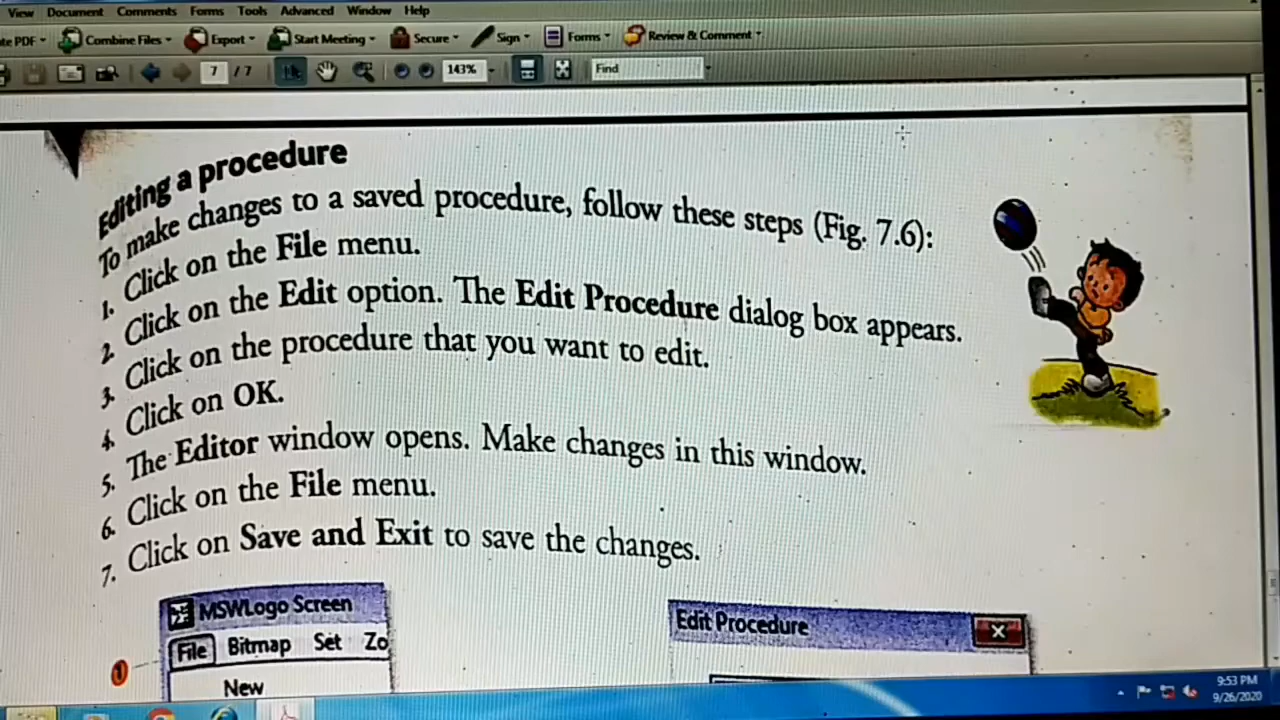 View Document Comments Forms Tools Advanced Window Help
te PDF Combine Files Export Start Meeting Secure Sign Forms Review & Comment
7 / 7 143% Find
Editing a procedure
To make changes to a saved procedure, follow these steps (Fig. 7.6):
1. Click on the File menu.
2. Click on the Edit option. The Edit Procedure dialog box appears.
3. Click on the procedure that you want to edit.
4. Click on OK.
5. The Editor window opens. Make changes in this window.
6. Click on the File menu.
7. Click on Save and Exit to save the changes.
MSWLogo Screen
File Bitmap Set Zo
1
New
Edit Procedure
9:53 PM
9/26/2020